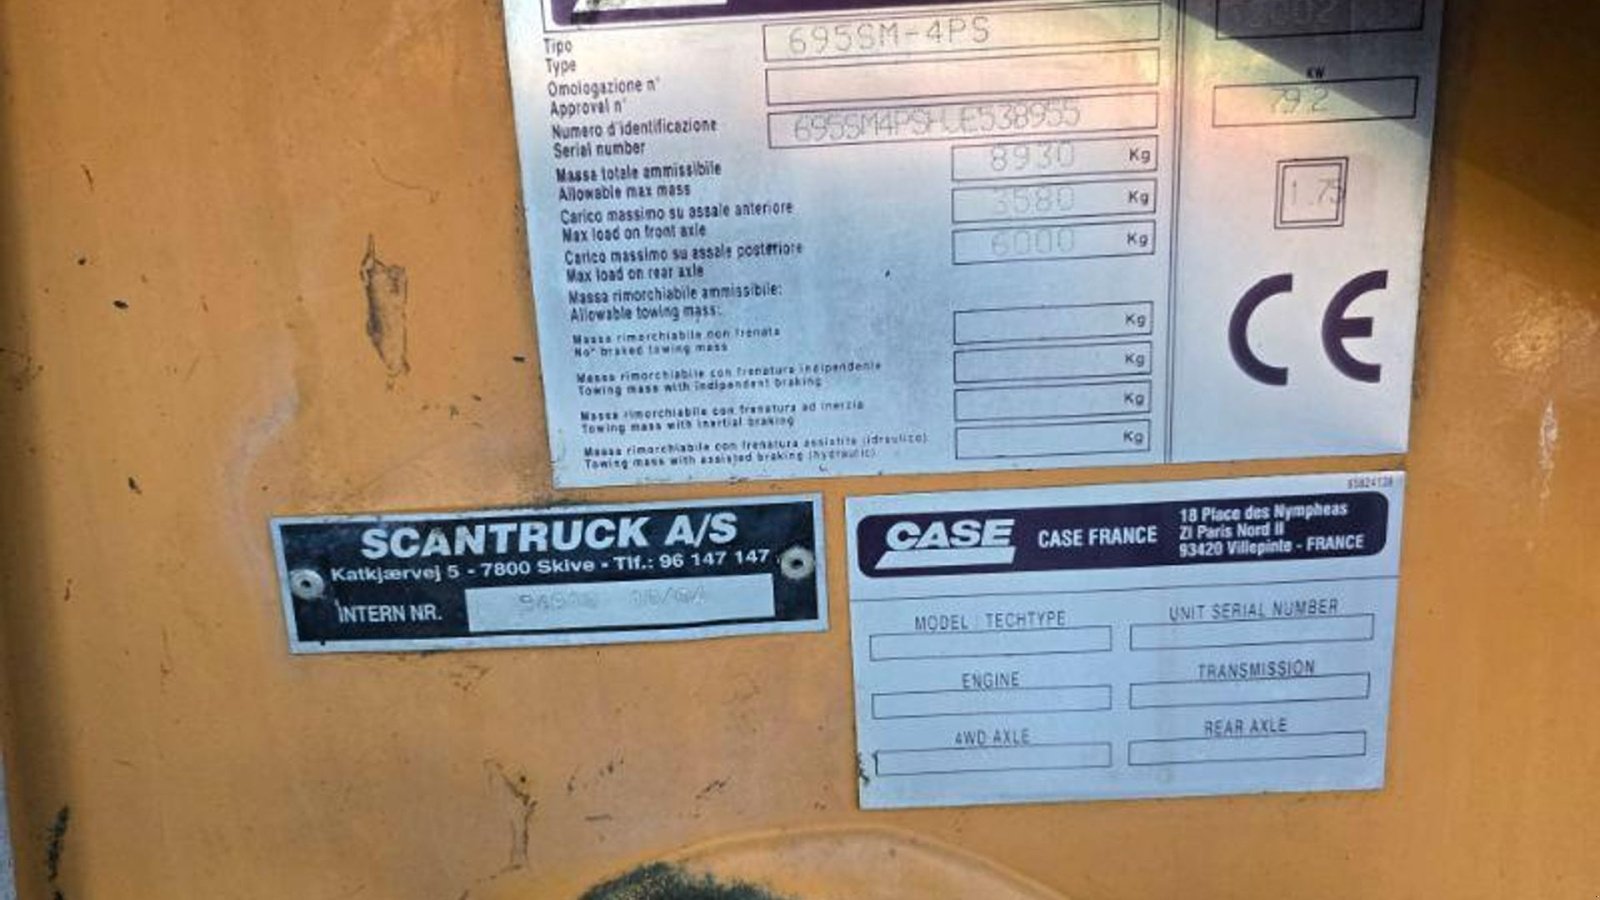 Tipo
Type
695SM-4PS
Omologazione n°
Approval n°
Numero d'identificazione
Serial number
Massa totale ammissibile
Allowable max mass
8930 Kg
Carico massimo su assale anteriore
Max load on front axle
3580 Kg
Carico massimo su assale posteriore
Max load on rear axle
6000 Kg
Massa rimorchiabile ammissibile:
Allowable towing mass:
Massa rimorchiabile non frenata
No° braked towing mass
Kg
Massa rimorchiabile con frenatura indipendente
Towing mass with indipendent braking
Kg
Massa rimorchiabile con frenatura ad inerzia
Towing mass with inertial braking
Kg
Massa rimorchiabile con frenatura assistita (idraulico)
Towing mass with assisted braking (hydraulic)
Kg
KW
79.2
1.75
CE
SCANTRUCK A/S
Katkjærvej 5 - 7800 Skive - Tlf.: 96 147 147
INTERN NR.
85824128
CASE
CASE FRANCE
18 Place des Nympheas
ZI Paris Nord II
93420 Villepinte - FRANCE
MODEL / TECHTYPE
UNIT SERIAL NUMBER
ENGINE
TRANSMISSION
4WD AXLE
REAR AXLE